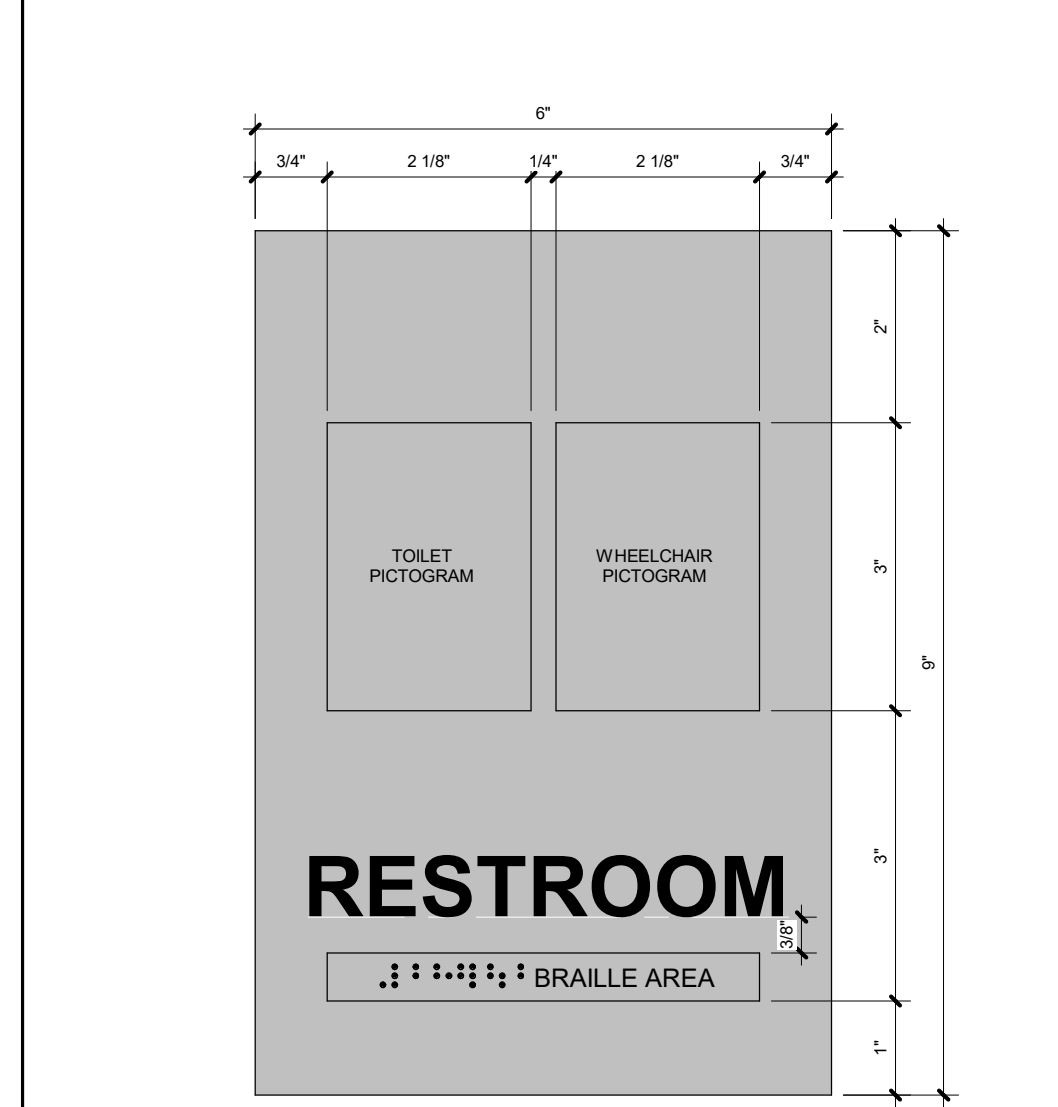 6"
3/4" 2 1/8" 1/4" 2 1/8" 3/4"
2"
TOILET
PICTOGRAM
WHEELCHAIR
PICTOGRAM
3"
9"
3"
RESTROOM
3/8"
BRAILLE AREA
1"